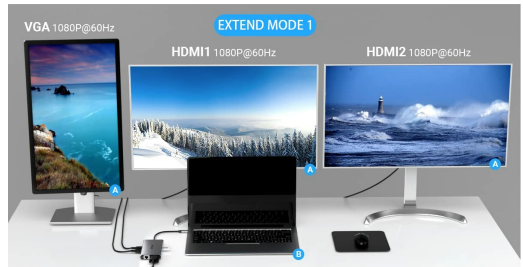 EXTEND MODE 1
VGA 1080P@60Hz
HDMI1 1080P@60Hz
HDMI2 1080P@60Hz
A
A
A
B